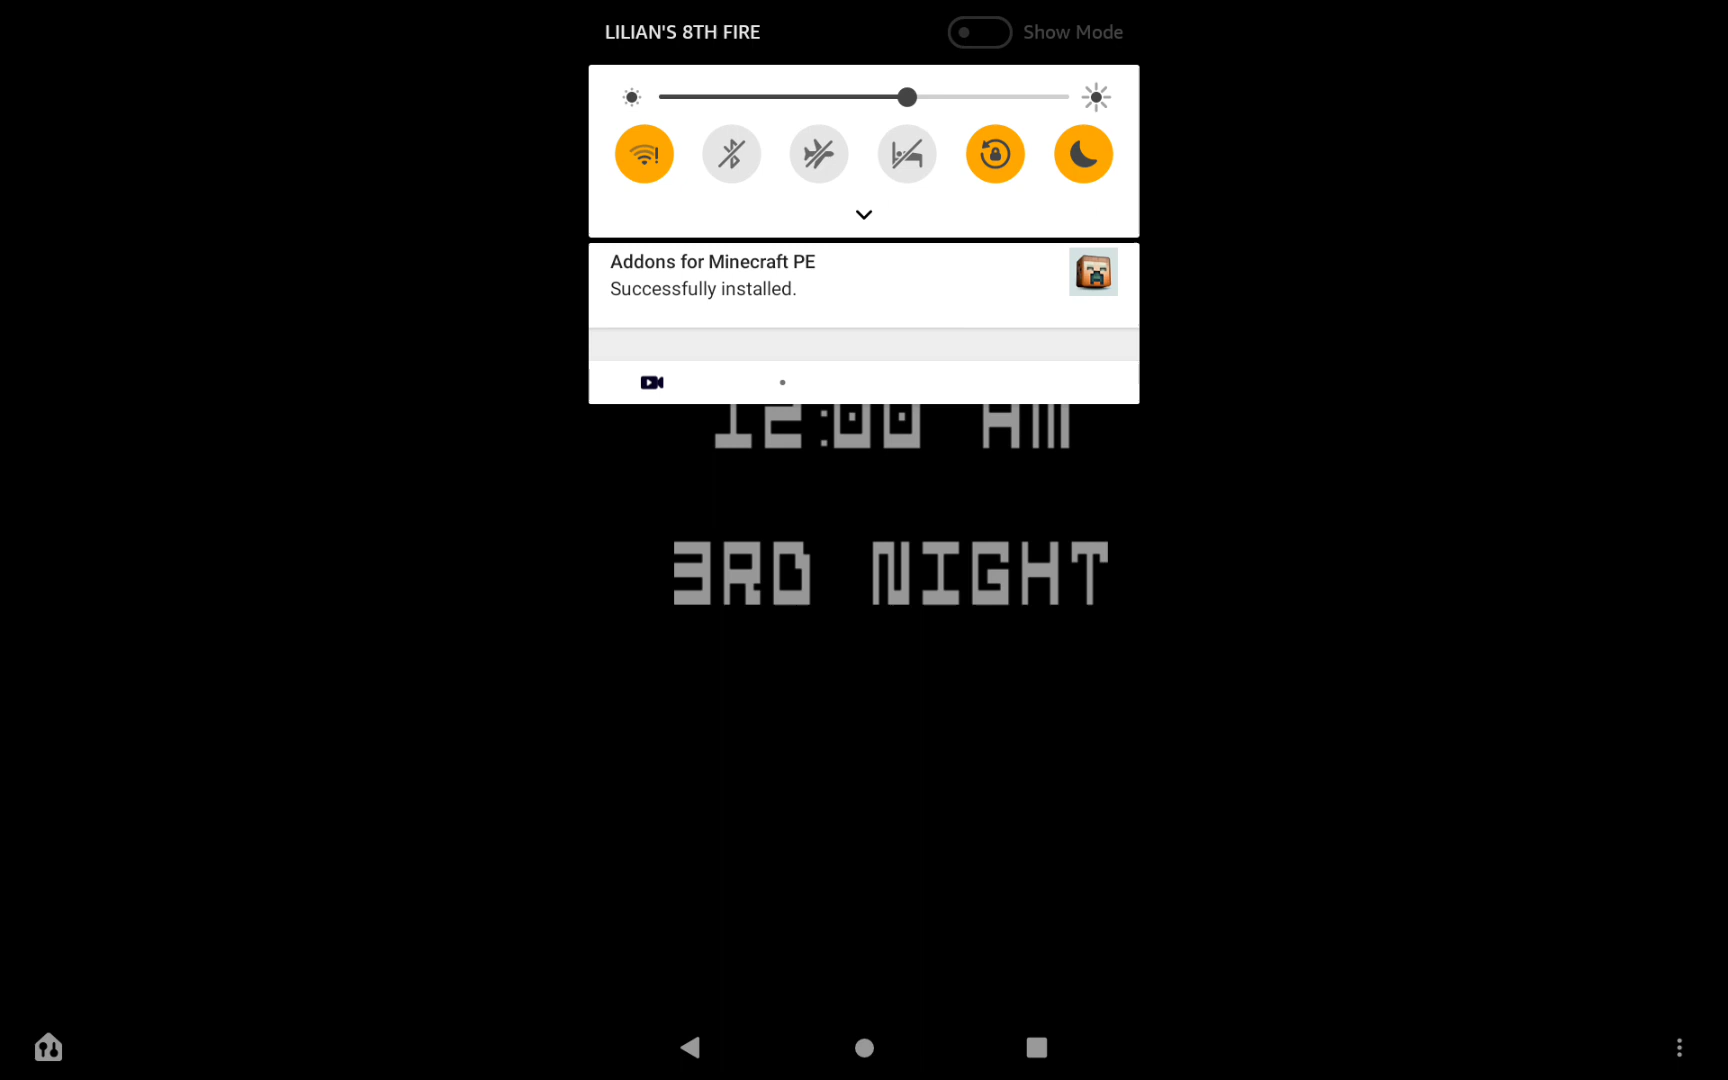 LILIAN'S 8TH FIRE
Show Mode
Addons for Minecraft PE
Successfully installed.
12:00 AM
3RD NIGHT